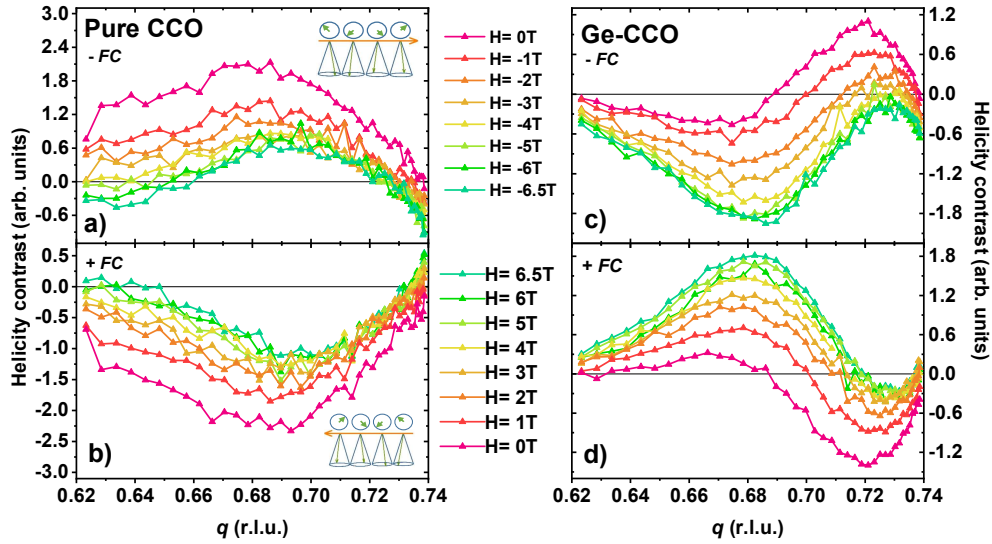 Pure CCO
- FC
a)
1.8
1.2
0.6
0.0
-0.6
Helicity contrast (arb. units)
+ FC
b)
0.5
0.0
-0.5
-1.0
-1.5
-2.0
-2.5
-3.0
0.62 0.64 0.66 0.68 0.70 0.72 0.74
q (r.l.u.)
H= 0T
H= -1T
H= -2T
H= -3T
H= -4T
H= -5T
H= -6T
H= -6.5T
H= 6.5T
H= 6T
H= 5T
H= 4T
H= 3T
H= 2T
H= 1T
H= 0T
Ge-CCO
- FC
c)
1.2
0.6
0.0
-0.6
-1.2
-1.8
Helicity contrast (arb. units)
+ FC
d)
1.8
1.2
0.6
0.0
-0.6
-1.2
0.62 0.64 0.66 0.68 0.70 0.72 0.74
q (r.l.u.)